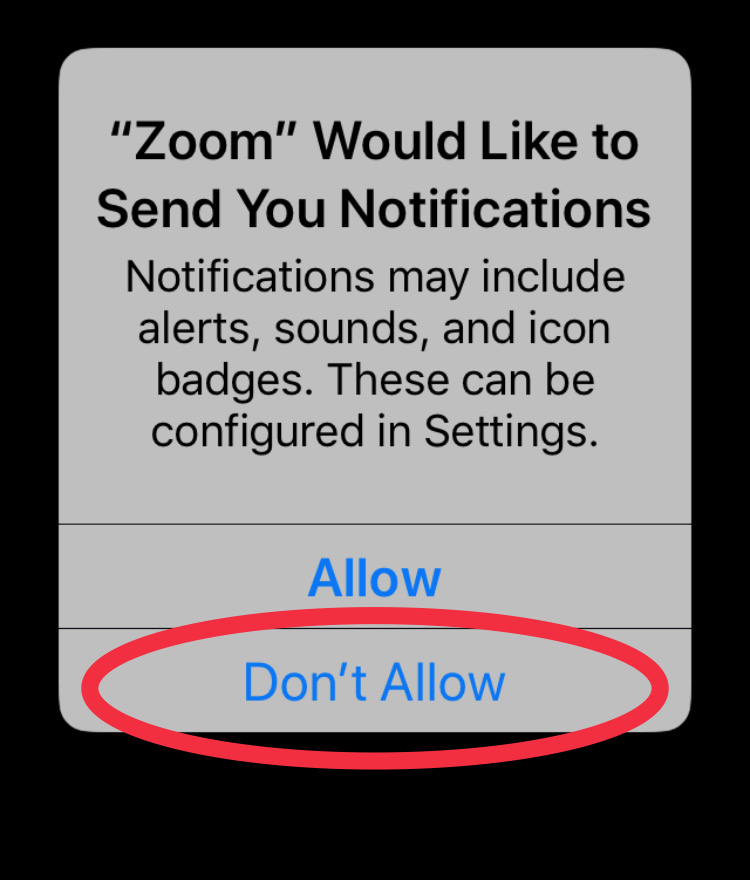 “Zoom” Would Like to
Send You Notifications
Notifications may include
alerts, sounds, and icon
badges. These can be
configured in Settings.
Allow
Don’t Allow